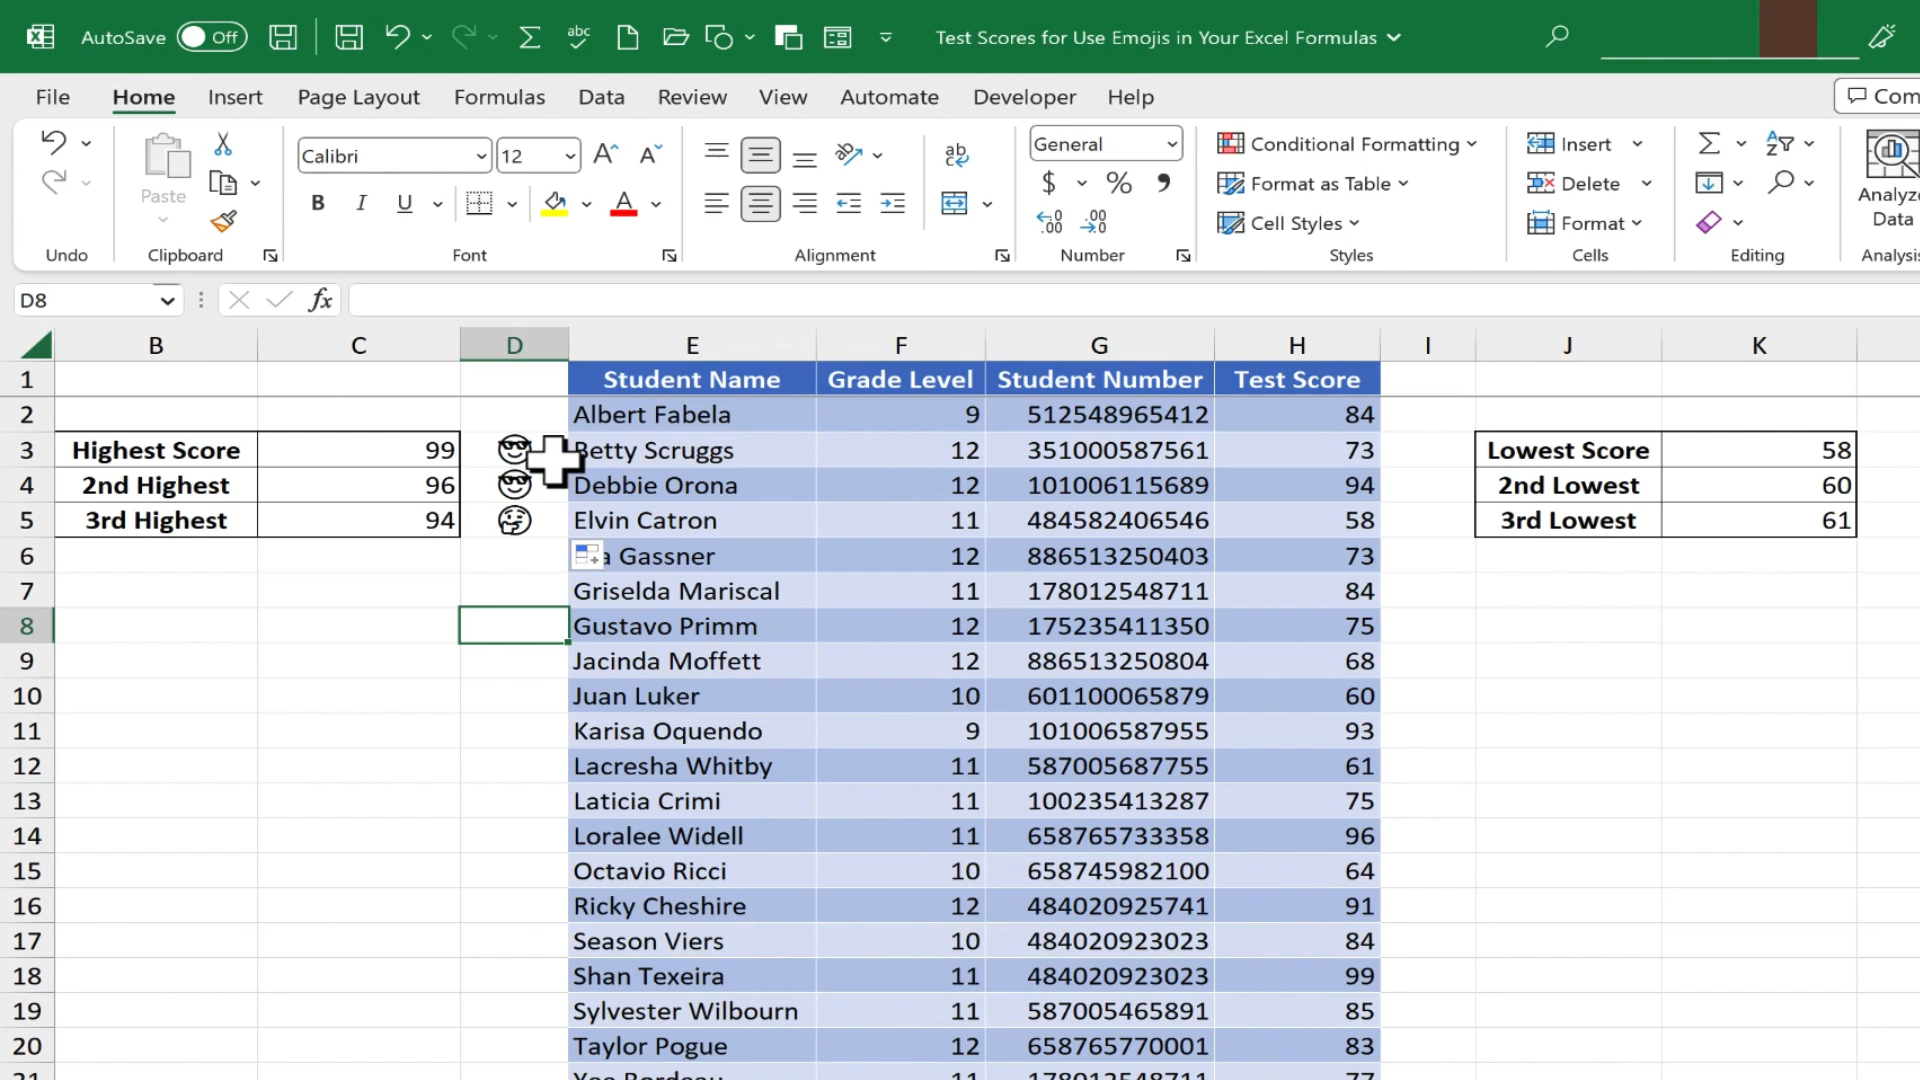 AutoSave Off Test Scores for Use Emojis in Your Excel Formulas
File Home Insert Page Layout Formulas Data Review View Automate Developer Help Com
Paste Calibri 12 General Conditional Formatting Insert
Format as Table Delete
B I U A $ % Cell Styles Format Analyze Data
Undo Clipboard Font Alignment Number Styles Cells Editing Analysis
D8 fx
B C D E F G H I J K
1 Student Name Grade Level Student Number Test Score
2 Albert Fabela 9 512548965412 84
3 Highest Score 99 😎 Betty Scruggs 12 351000587561 73 Lowest Score 58
4 2nd Highest 96 😎 Debbie Orona 12 101006115689 94 2nd Lowest 60
5 3rd Highest 94 🤔 Elvin Catron 11 484582406546 58 3rd Lowest 61
6 Gassner 12 886513250403 73
7 Griselda Mariscal 11 178012548711 84
8 Gustavo Primm 12 175235411350 75
9 Jacinda Moffett 12 886513250804 68
10 Juan Luker 10 601100065879 60
11 Karisa Oquendo 9 101006587955 93
12 Lacresha Whitby 11 587005687755 61
13 Laticia Crimi 11 100235413287 75
14 Loralee Widell 11 658765733358 96
15 Octavio Ricci 10 658745982100 64
16 Ricky Cheshire 12 484020925741 91
17 Season Viers 10 484020923023 84
18 Shan Texeira 11 484020923023 99
19 Sylvester Wilbourn 11 587005465891 85
20 Taylor Pogue 12 658765770001 83